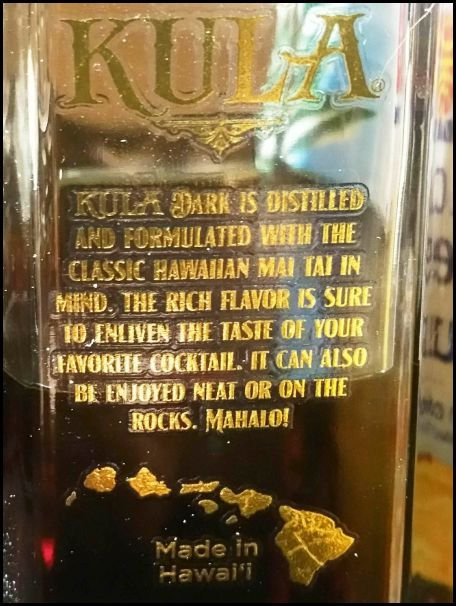 KULA
KULA DARK IS DISTILLED
AND FORMULATED WITH THE
CLASSIC HAWAIIAN MAI TAI IN
MIND. THE RICH FLAVOR IS SURE
TO ENLIVEN THE TASTE OF YOUR
FAVORITE COCKTAIL. IT CAN ALSO
BE ENJOYED NEAT OR ON THE
ROCKS. MAHALO!
Made in
Hawai'i